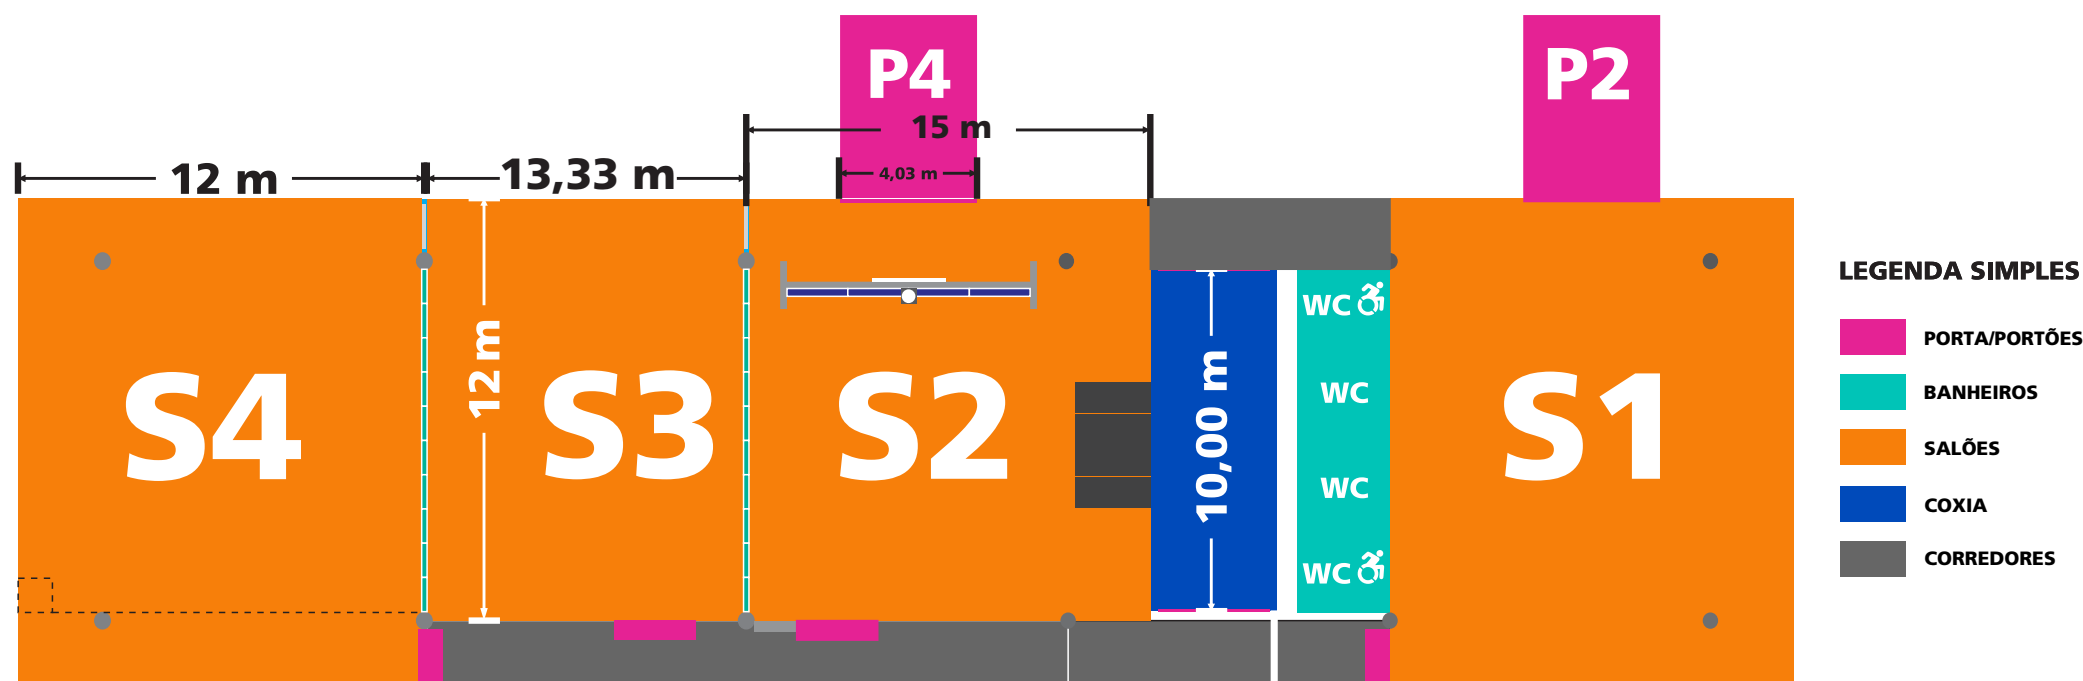 P4
P2
15 m
12 m
13,33 m
4,03 m
LEGENDA SIMPLES
WC
PORTA/PORTÕES
12 m
S4
S3
S2
10,00 m
WC
S1
BANHEIROS
SALÕES
WC
COXIA
WC
CORREDORES